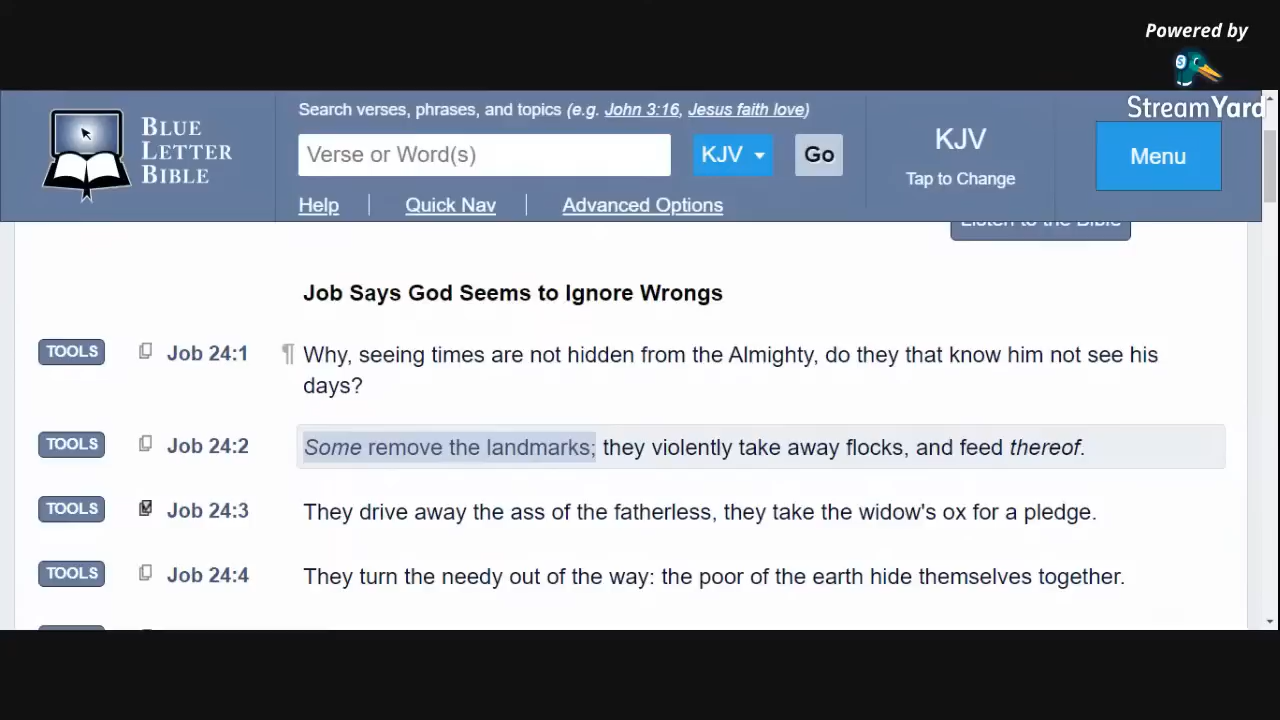 Powered by
StreamYard
BLUE
LETTER
BIBLE
Search verses, phrases, and topics (e.g. John 3:16, Jesus faith love)
Verse or Word(s)
KJV
Go
Help
Quick Nav
Advanced Options
KJV
Tap to Change
Menu
Listen to the Bible
Job Says God Seems to Ignore Wrongs
TOOLS Job 24:1 ¶ Why, seeing times are not hidden from the Almighty, do they that know him not see his
days?
TOOLS Job 24:2 Some remove the landmarks; they violently take away flocks, and feed thereof.
TOOLS Job 24:3 They drive away the ass of the fatherless, they take the widow's ox for a pledge.
TOOLS Job 24:4 They turn the needy out of the way: the poor of the earth hide themselves together.